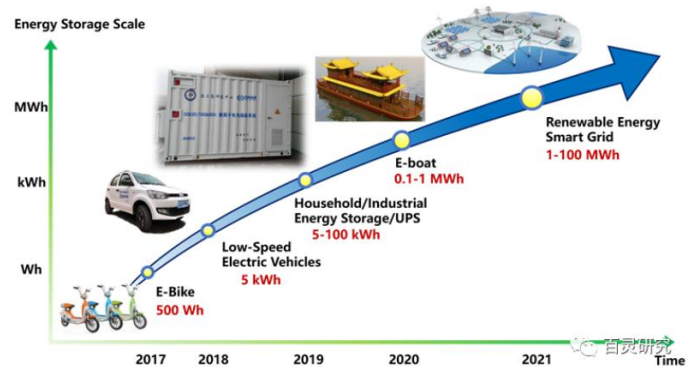 Energy Storage Scale
MWh
kWh
Wh
Renewable Energy
Smart Grid
1-100 MWh
E-boat
0.1-1 MWh
Household/Industrial
Energy Storage/UPS
5-100 kWh
Low-Speed
Electric Vehicles
5 kWh
E-Bike
500 Wh
2017
2018
2019
2020
2021
Time
百灵研究